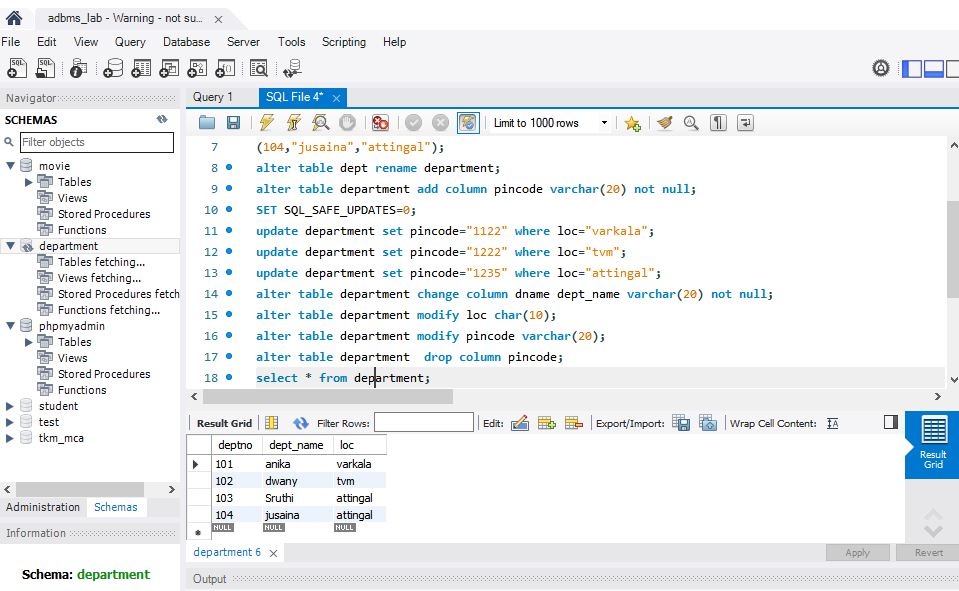 adbms_lab - Warning - not su... ×
File Edit View Query Database Server Tools Scripting Help
Navigator
SCHEMAS
Filter objects
movie
Tables
Views
Stored Procedures
Functions
department
Tables fetching...
Views fetching...
Stored Procedures fetch
Functions fetching...
phpmyadmin
Tables
Views
Stored Procedures
Functions
student
test
tkm_mca
Administration Schemas
Information
Schema: department
Query 1 SQL File 4* ×
Limit to 1000 rows
7 (104,"jusaina","attingal");
8 alter table dept rename department;
9 alter table department add column pincode varchar(20) not null;
10 SET SQL_SAFE_UPDATES=0;
11 update department set pincode="1122" where loc="varkala";
12 update department set pincode="1222" where loc="tvm";
13 update department set pincode="1235" where loc="attingal";
14 alter table department change column dname dept_name varchar(20) not null;
15 alter table department modify loc char(10);
16 alter table department modify pincode varchar(20);
17 alter table department  drop column pincode;
18 select * from department;
Result Grid Filter Rows: Edit: Export/Import: Wrap Cell Content:
deptno dept_name loc
101 anika varkala
102 dwany tvm
103 Sruthi attingal
104 jusaina attingal
NULL NULL NULL
Result
Grid
department 6 × Apply Revert
Output